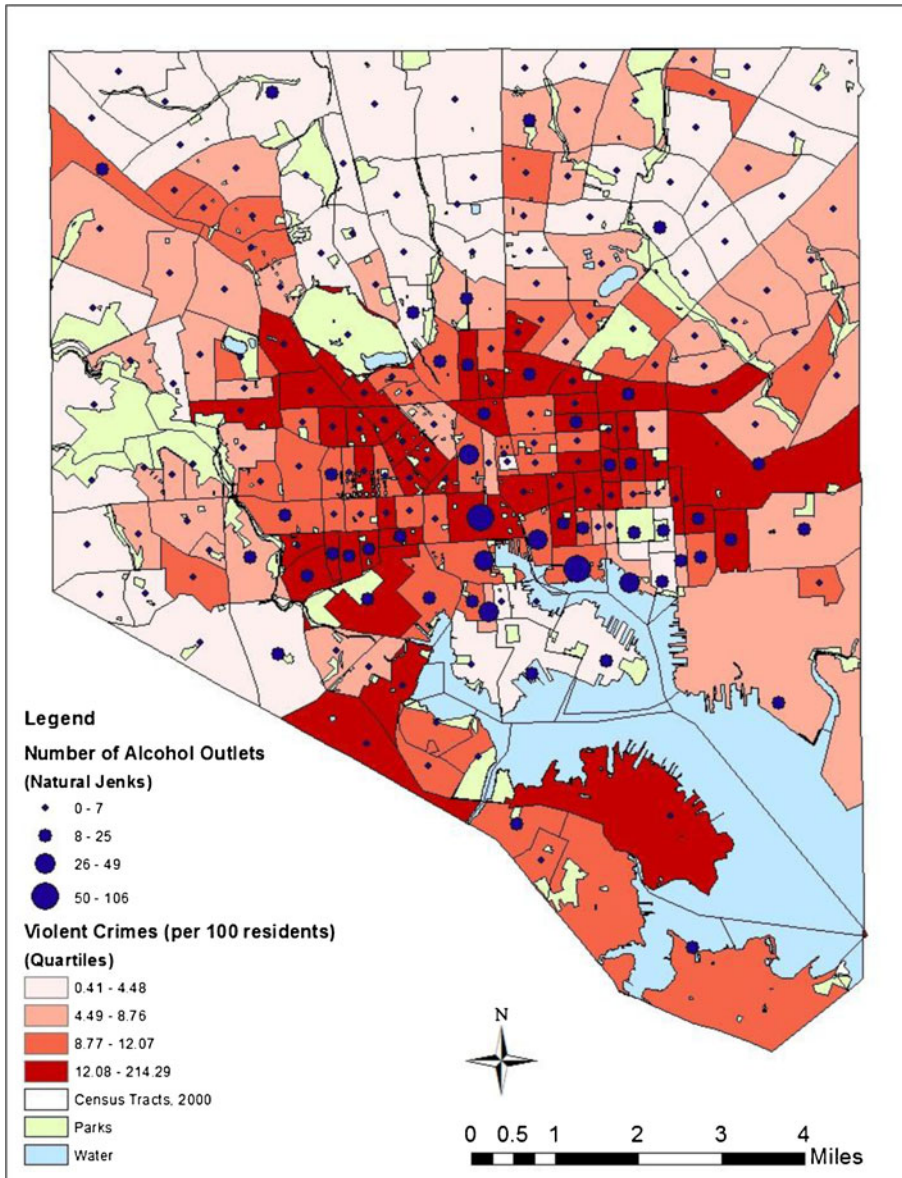 Legend
Number of Alcohol Outlets
(Natural Jenks)
0 - 7
8 - 25
26 - 49
50 - 106
Violent Crimes (per 100 residents)
(Quartiles)
0.41 - 4.48
4.49 - 8.76
8.77 - 12.07
12.08 - 214.29
Census Tracts, 2000
Parks
Water
N
0 0.5 1 2 3 4
Miles